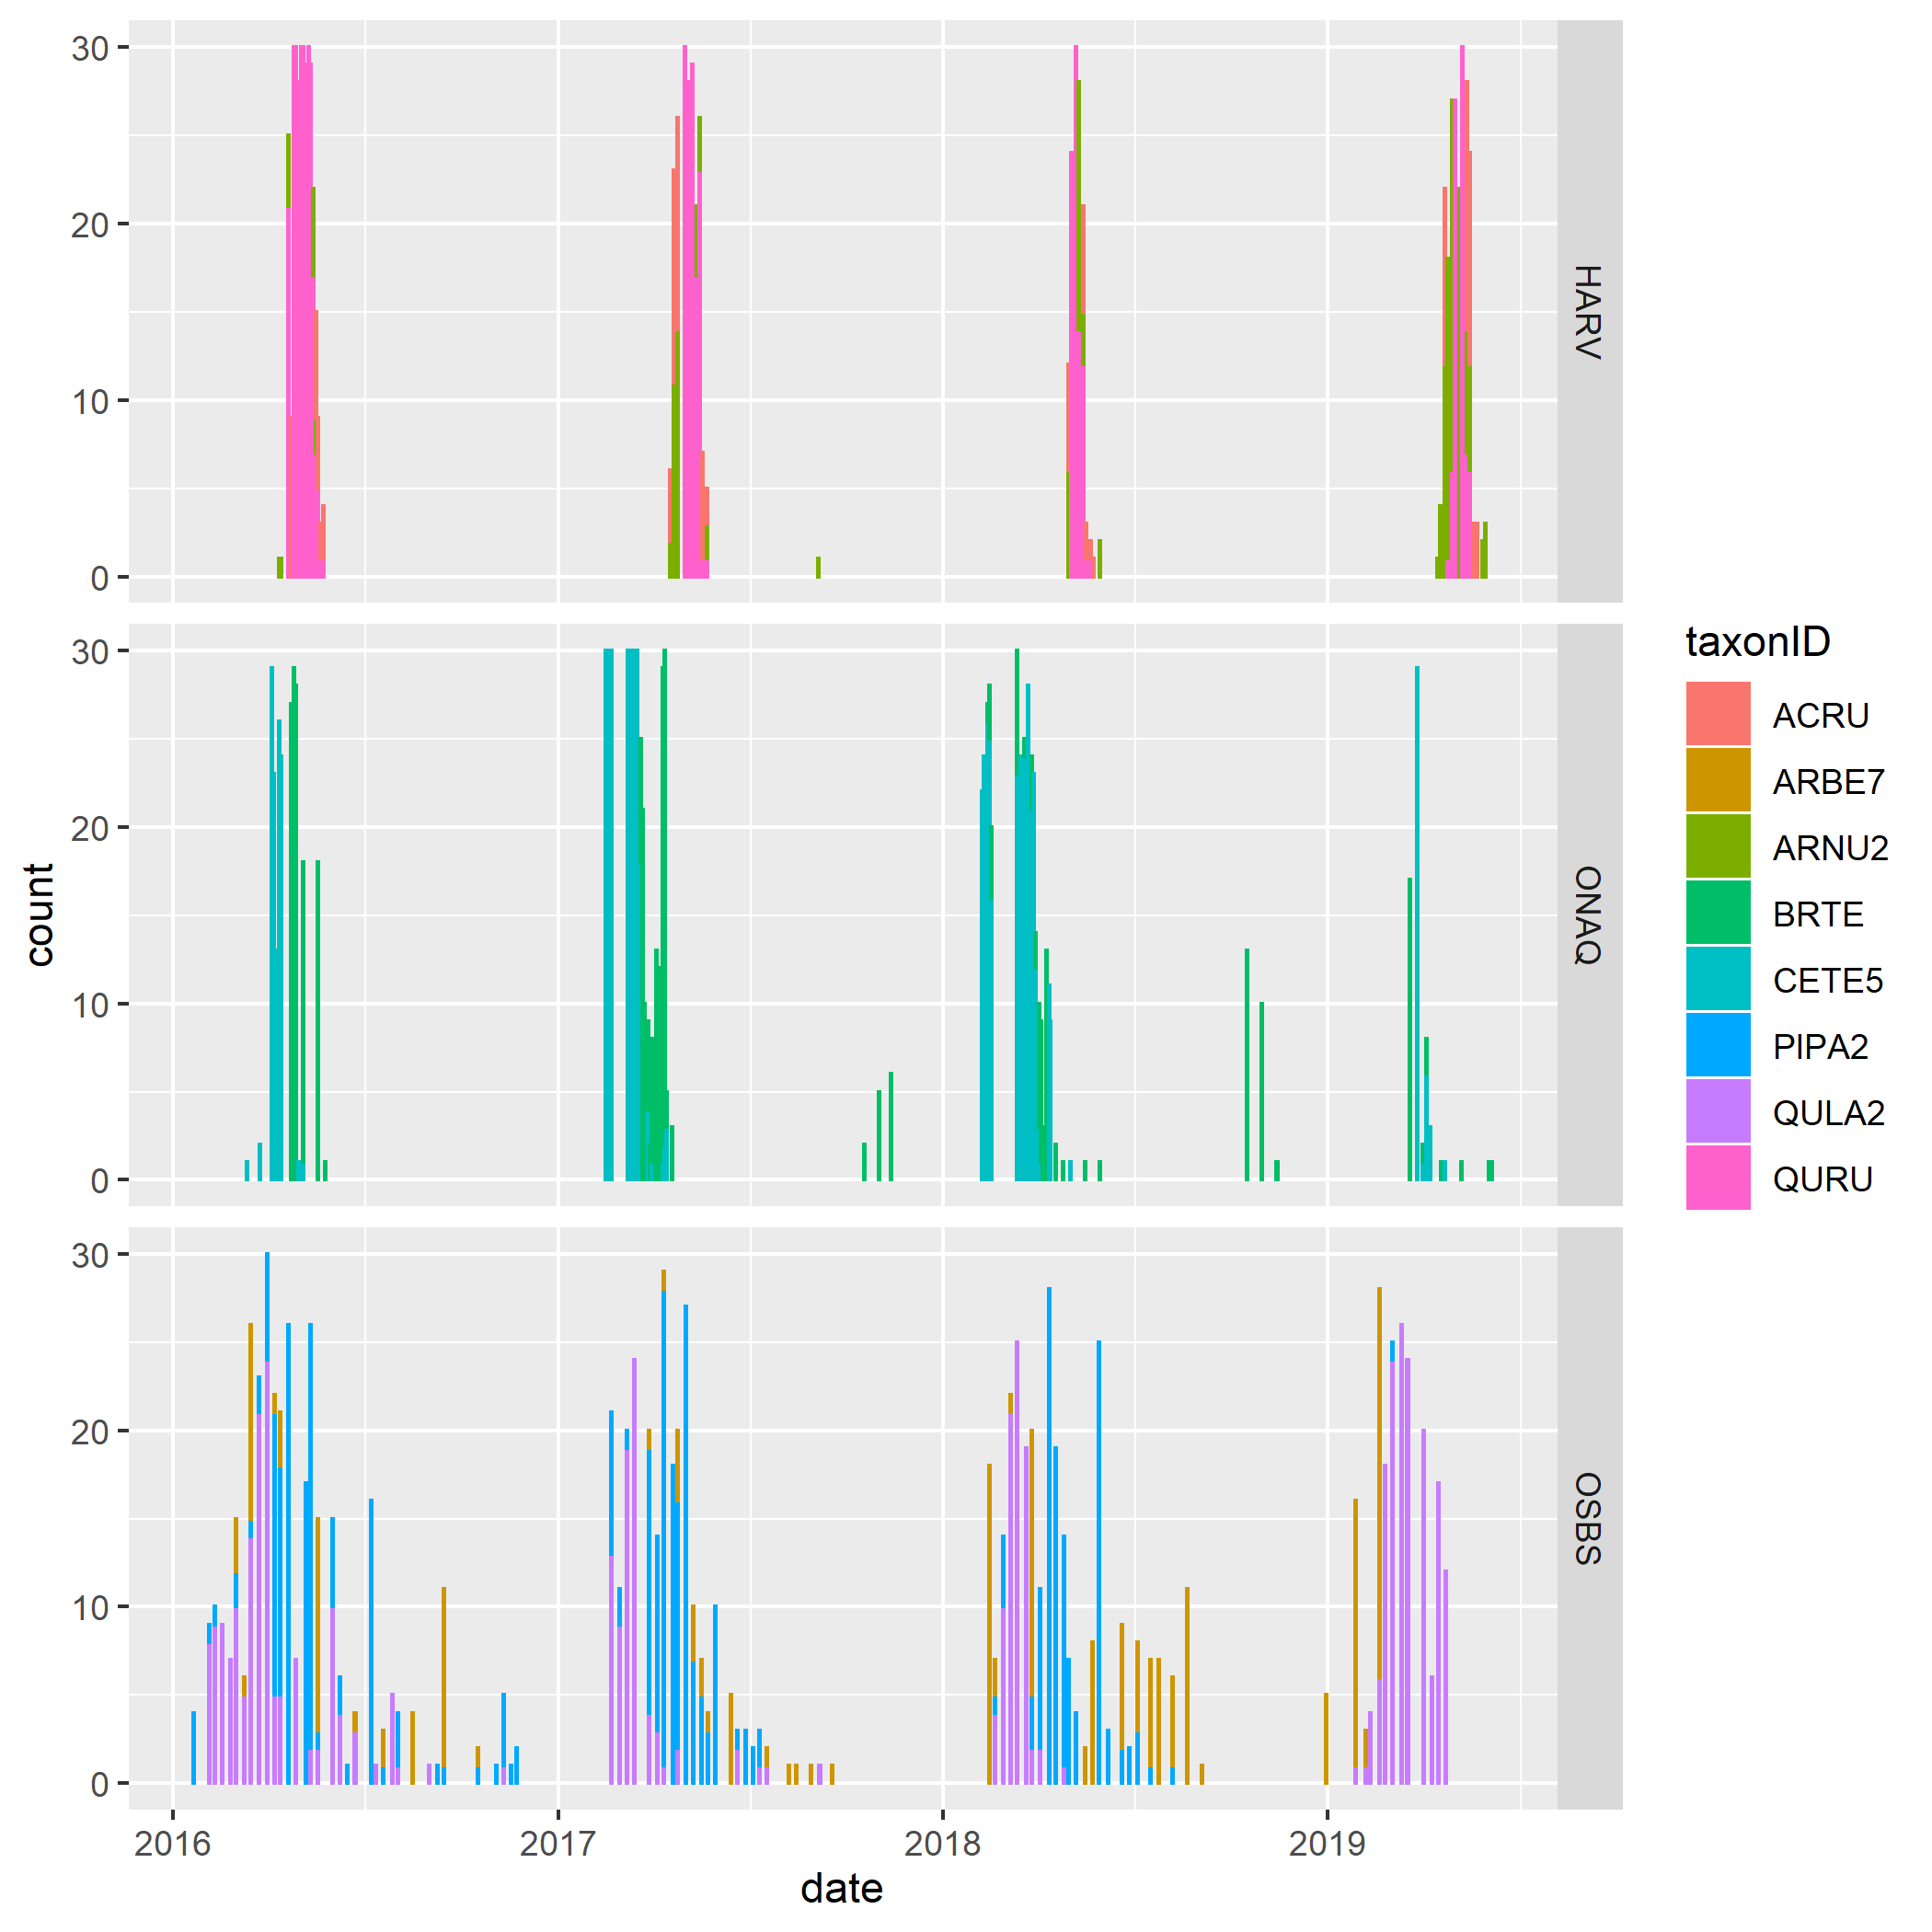 30
20
10
0
HARV
30
20
10
0
ONAQ
30
20
10
0
OSBS
count
2016 2017 2018 2019
date
taxonID
ACRU
ARBE7
ARNU2
BRTE
CETE5
PIPA2
QULA2
QURU